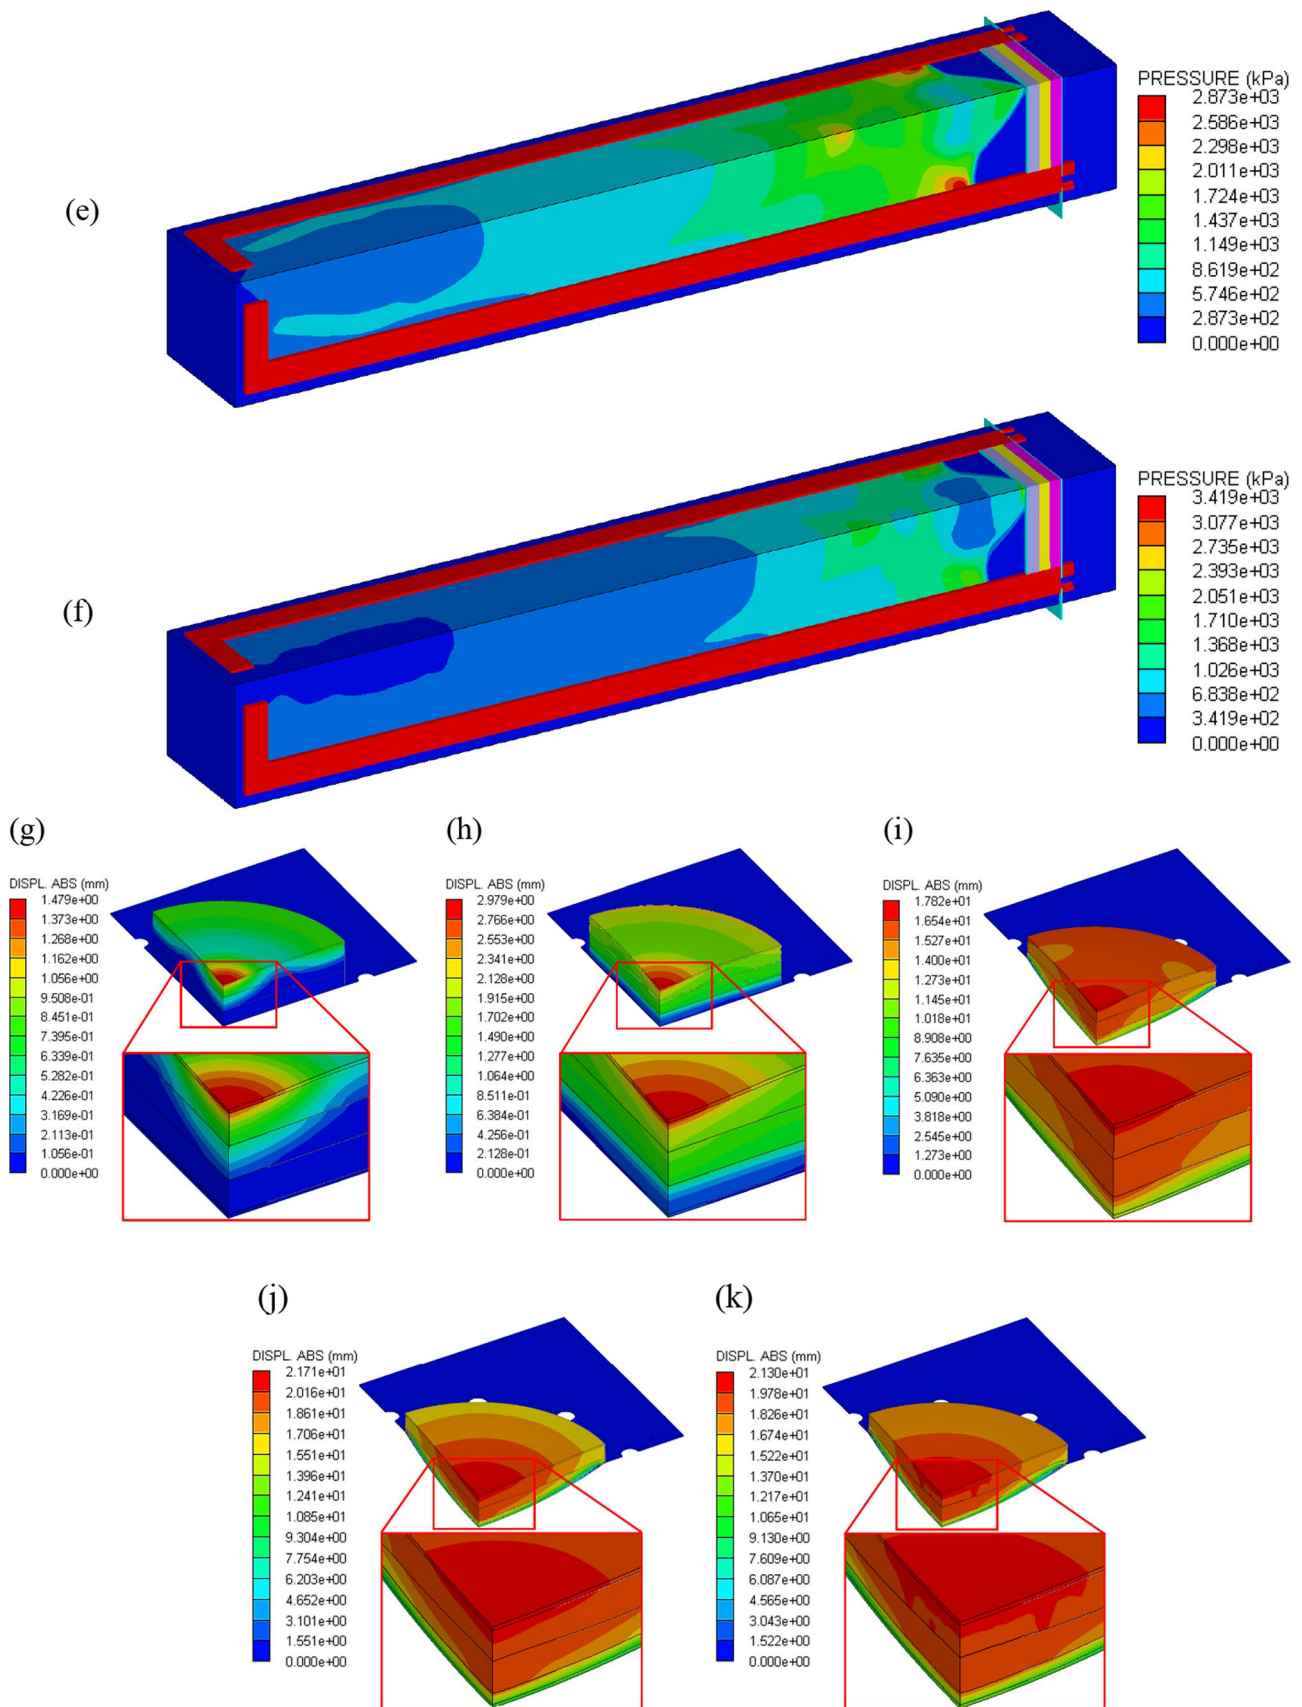 (e)
PRESSURE (kPa)
2.873e+03
2.586e+03
2.298e+03
2.011e+03
1.724e+03
1.437e+03
1.149e+03
8.619e+02
5.746e+02
2.873e+02
0.000e+00
(f)
PRESSURE (kPa)
3.419e+03
3.077e+03
2.735e+03
2.393e+03
2.051e+03
1.710e+03
1.368e+03
1.026e+03
6.838e+02
3.419e+02
0.000e+00
(g)
DISPL. ABS (mm)
1.479e+00
1.373e+00
1.268e+00
1.162e+00
1.056e+00
9.508e-01
8.451e-01
7.395e-01
6.339e-01
5.282e-01
4.226e-01
3.169e-01
2.113e-01
1.056e-01
0.000e+00
(h)
DISPL. ABS (mm)
2.979e+00
2.766e+00
2.553e+00
2.341e+00
2.128e+00
1.915e+00
1.702e+00
1.490e+00
1.277e+00
1.064e+00
8.511e-01
6.384e-01
4.256e-01
2.128e-01
0.000e+00
(i)
DISPL. ABS (mm)
1.782e+01
1.654e+01
1.527e+01
1.400e+01
1.273e+01
1.145e+01
1.018e+01
8.908e+00
7.635e+00
6.363e+00
5.090e+00
3.818e+00
2.545e+00
1.273e+00
0.000e+00
(j)
DISPL. ABS (mm)
2.171e+01
2.016e+01
1.861e+01
1.706e+01
1.551e+01
1.396e+01
1.241e+01
1.085e+01
9.304e+00
7.754e+00
6.203e+00
4.652e+00
3.101e+00
1.551e+00
0.000e+00
(k)
DISPL. ABS (mm)
2.130e+01
1.978e+01
1.826e+01
1.674e+01
1.522e+01
1.370e+01
1.217e+01
1.065e+01
9.130e+00
7.609e+00
6.087e+00
4.565e+00
3.043e+00
1.522e+00
0.000e+00